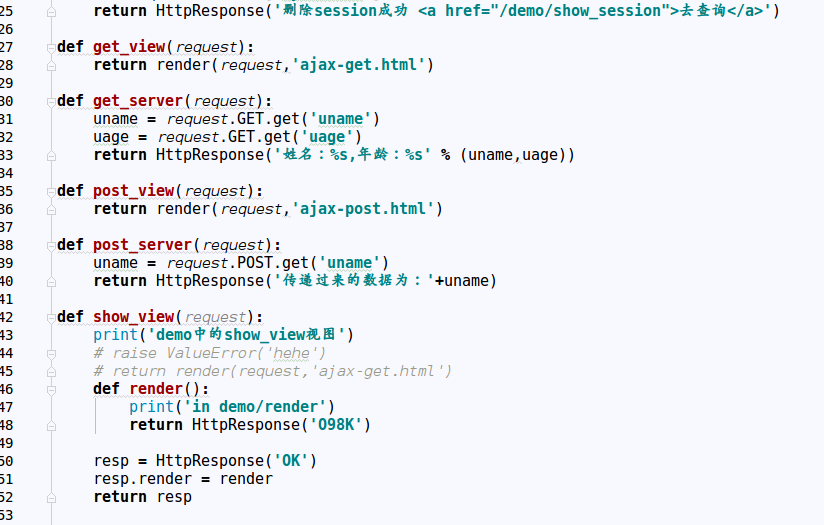 25 return HttpResponse('删除session成功 <a href="/demo/show_session">去查询</a>')
26
27 def get_view(request):
28 return render(request,'ajax-get.html')
29
30 def get_server(request):
31 uname = request.GET.get('uname')
32 uage = request.GET.get('uage')
33 return HttpResponse('姓名：%s,年龄：%s' % (uname,uage))
34
35 def post_view(request):
36 return render(request,'ajax-post.html')
37
38 def post_server(request):
39 uname = request.POST.get('uname')
40 return HttpResponse('传递过来的数据为：'+uname)
41
42 def show_view(request):
43 print('demo中的show_view视图')
44 # raise ValueError('hehe')
45 # return render(request,'ajax-get.html')
46 def render():
47 print('in demo/render')
48 return HttpResponse('O98K')
49
50 resp = HttpResponse('OK')
51 resp.render = render
52 return resp
53